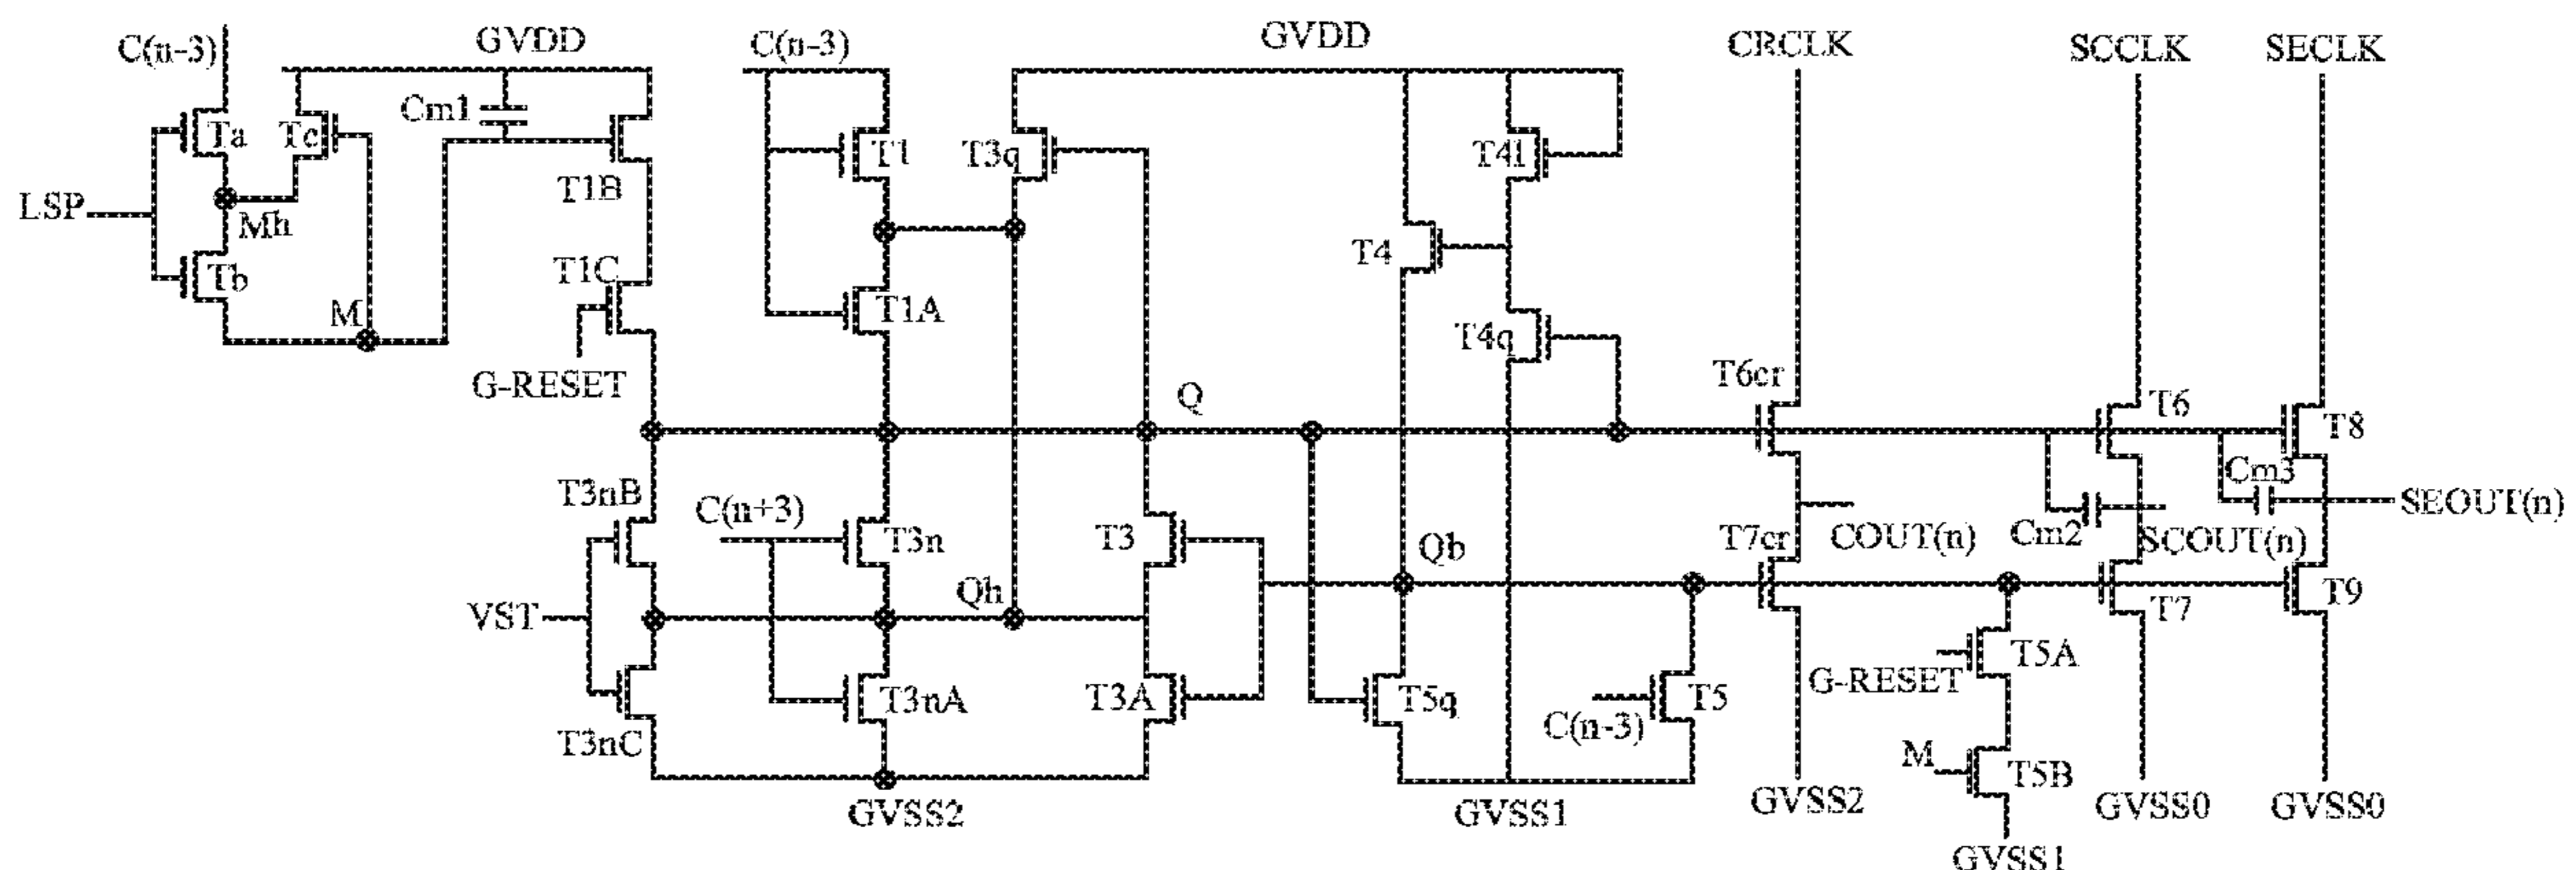 C(n-3)
GVDD
C(n-3)
GVDD
CRCLK
SCCLK
SECLK
Ta
Tc
Cm1
T1B
LSP
Mh
Tb
M
T1C
G-RESET
T1
T3q
T1A
T4
T4l
T4q
Q
T6cr
T6
T8
T3nB
C(n+3)
T3n
T3
Qb
T7cr
COUT(n)
Cm2
SCOUT(n)
Cm3
SEOUT(n)
VST
Qh
T7
T9
T3nC
T3nA
T3A
T5q
C(n-3)
T5
G-RESET
T5A
M
T5B
GVSS2
GVSS1
GVSS2
GVSS1
GVSS0
GVSS0